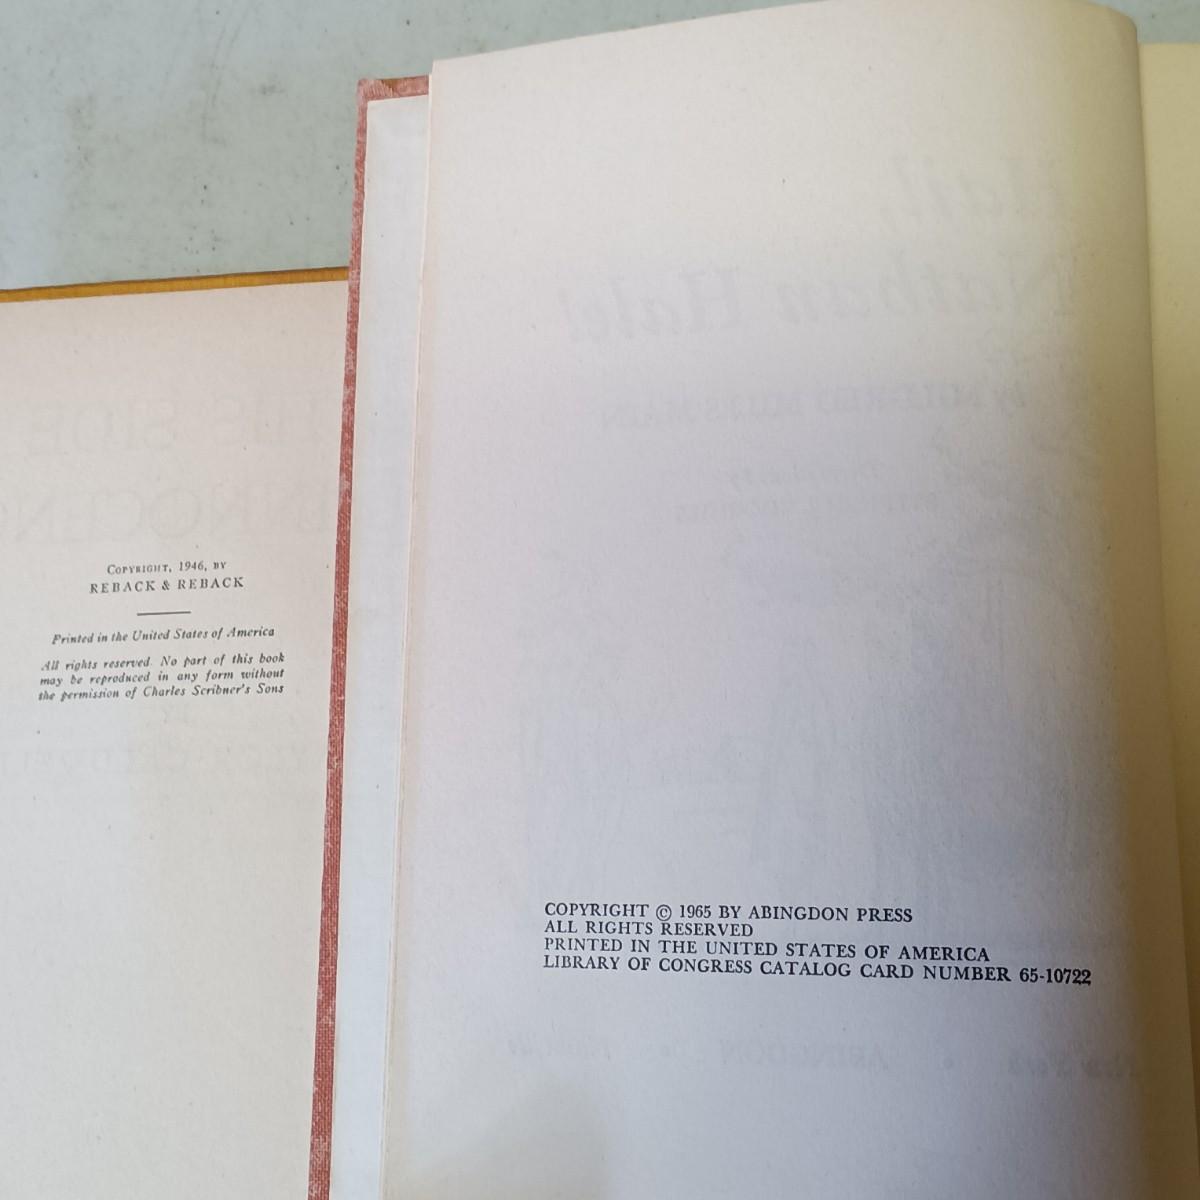 COPYRIGHT, 1946, BY
REBACK & REBACK
Printed in the United States of America
All rights reserved. No part of this book
may be reproduced in any form without
the permission of Charles Scribner's Sons
COPYRIGHT © 1965 BY ABINGDON PRESS
ALL RIGHTS RESERVED
PRINTED IN THE UNITED STATES OF AMERICA
LIBRARY OF CONGRESS CATALOG CARD NUMBER 65-10722